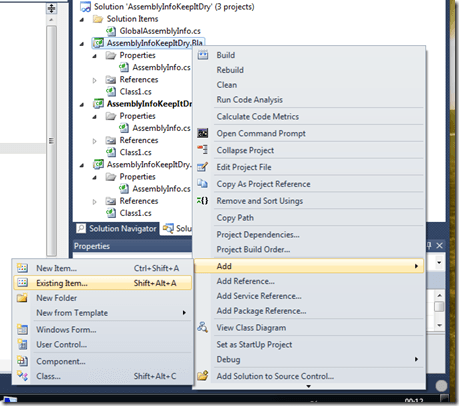 Solution 'AssemblyInfoKeepItDry' (3 projects)
Solution Items
GlobalAssemblyInfo.cs
AssemblyInfoKeepItDry.Bla
Properties
AssemblyInfo.cs
References
Class1.cs
AssemblyInfoKeepItDry
Properties
AssemblyInfo.cs
References
Class1.cs
AssemblyInfoKeepItDry.
Properties
AssemblyInfo.cs
References
Class1.cs
Solution Navigator
Solu
Properties
Build
Rebuild
Clean
Run Code Analysis
Calculate Code Metrics
Open Command Prompt
Collapse Project
Edit Project File
Copy As Project Reference
Remove and Sort Usings
Copy Path
Project Dependencies...
Project Build Order...
Add
Add Reference...
Add Service Reference...
Add Package Reference...
View Class Diagram
Set as StartUp Project
Debug
Add Solution to Source Control...
New Item... Ctrl+Shift+A
Existing Item... Shift+Alt+A
New Folder
New from Template
Windows Form...
User Control...
Component...
Class... Shift+Alt+C